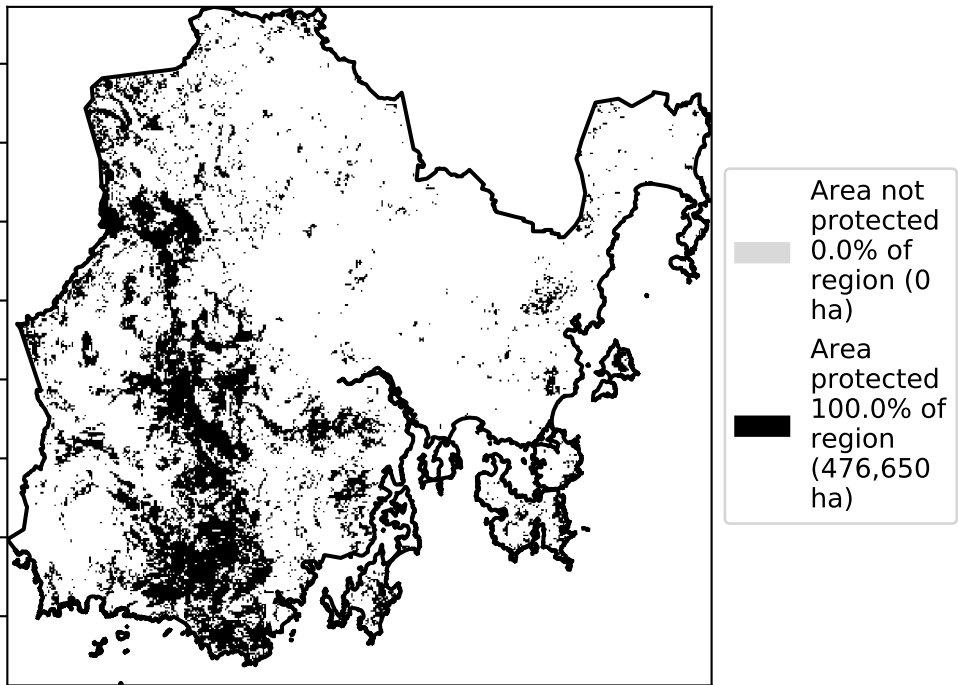 Area not
protected
0.0% of
region (0
ha)
Area
protected
100.0% of
region
(476,650
ha)